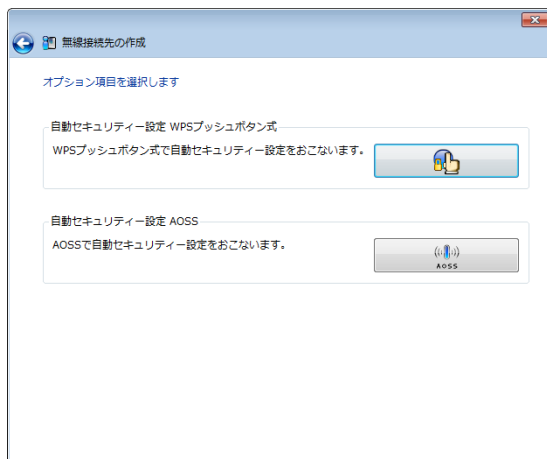 無線接続先の作成
オプション項目を選択します
自動セキュリティー設定 WPSプッシュボタン式
WPSプッシュボタン式で自動セキュリティー設定をおこないます。
自動セキュリティー設定 AOSS
AOSSで自動セキュリティー設定をおこないます。
AOSS